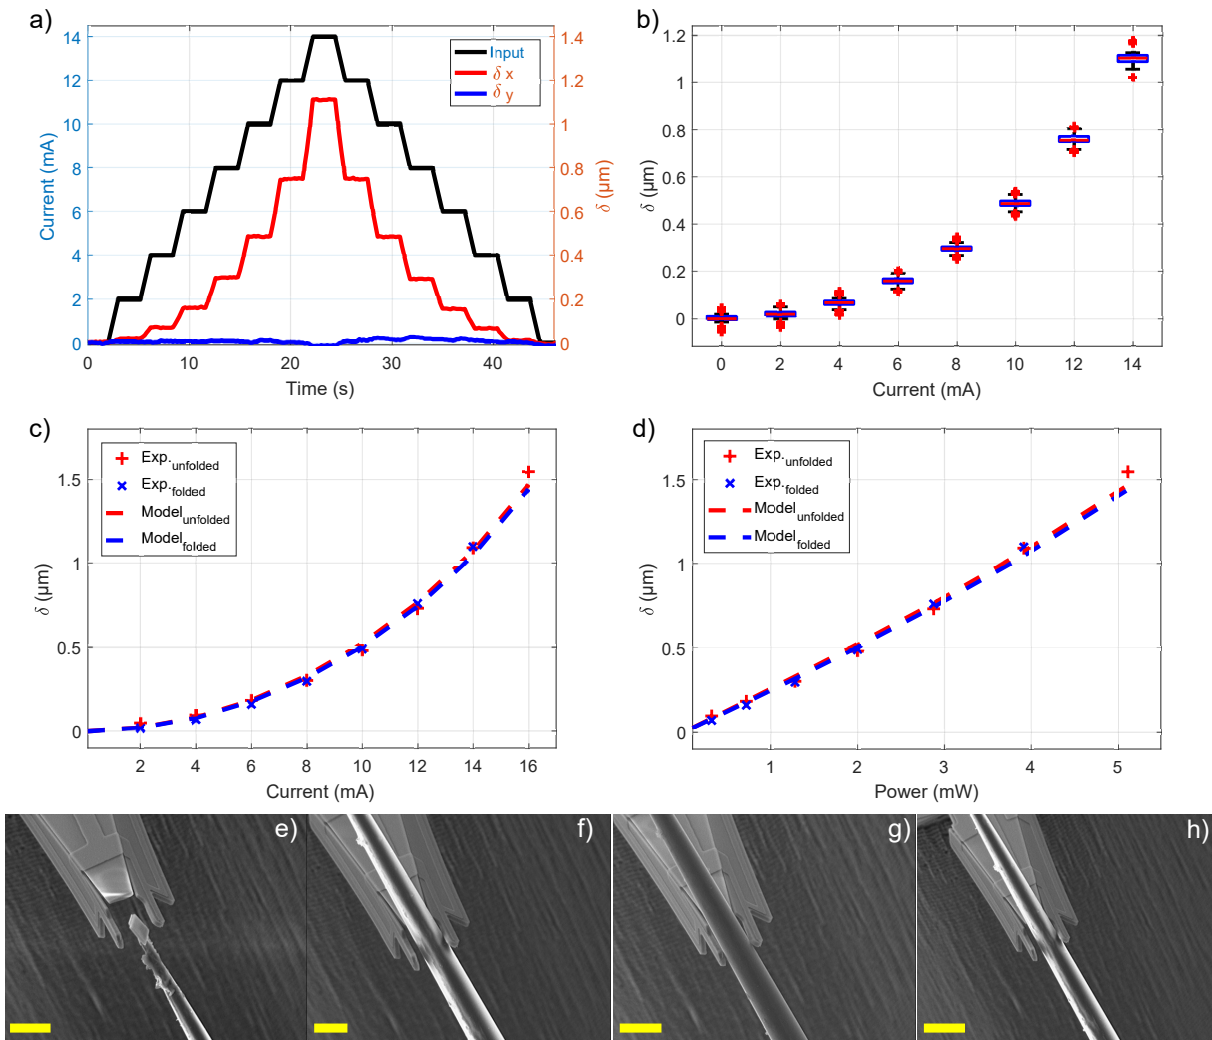 a)
14
12
10
8
6
4
2
0
Current (mA)
1.4
1.2
1
0.8
0.6
0.4
0.2
0
δ (μm)
Input
δ x
δ y
0 10 20 30 40
Time (s)
b)
1.2
1
0.8
0.6
0.4
0.2
0
δ (μm)
0 2 4 6 8 10 12 14
Current (mA)
c)
1.5
1
0.5
0
δ (μm)
Exp.unfolded
Exp.folded
Modelunfolded
Modelfolded
2 4 6 8 10 12 14 16
Current (mA)
d)
1.5
1
0.5
0
δ (μm)
Exp.unfolded
Exp.folded
Modelunfolded
Modelfolded
1 2 3 4 5
Power (mW)
e) f) g) h)